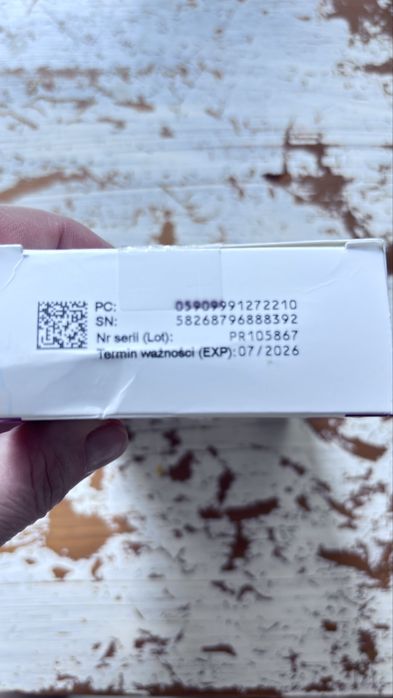 PC: 05909991272210
SN: 58268796888392
Nr serii (Lot): PR105867
Termin ważności (EXP): 07/2026